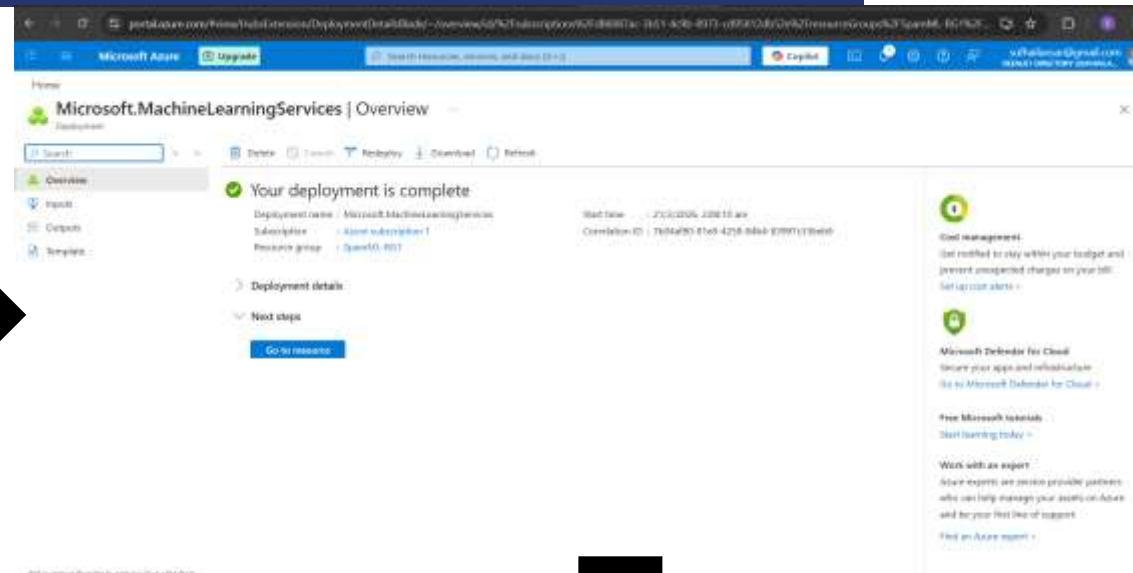 Microsoft Azure
Upgrade
Search resources, services, and docs (G+/)
Copilot
Home
Microsoft.MachineLearningServices | Overview
Deployment
Search
Delete
Cancel
Redeploy
Download
Refresh
Overview
Inputs
Outputs
Template
Your deployment is complete
Deployment name : Microsoft.MachineLearningServices
Subscription : Azure subscription 1
Resource group :
Start time :
Correlation ID :
Deployment details
Next steps
Go to resource
Cost management
Get notified to stay within your budget and
prevent unexpected charges on your bill.
Set up cost alerts >
Microsoft Defender for Cloud
Secure your apps and infrastructure
Go to Microsoft Defender for Cloud >
Free Microsoft tutorials
Start learning today >
Work with an expert
Azure experts are service provider partners
who can help manage your assets on Azure
and be your first line of support.
Find an Azure expert >